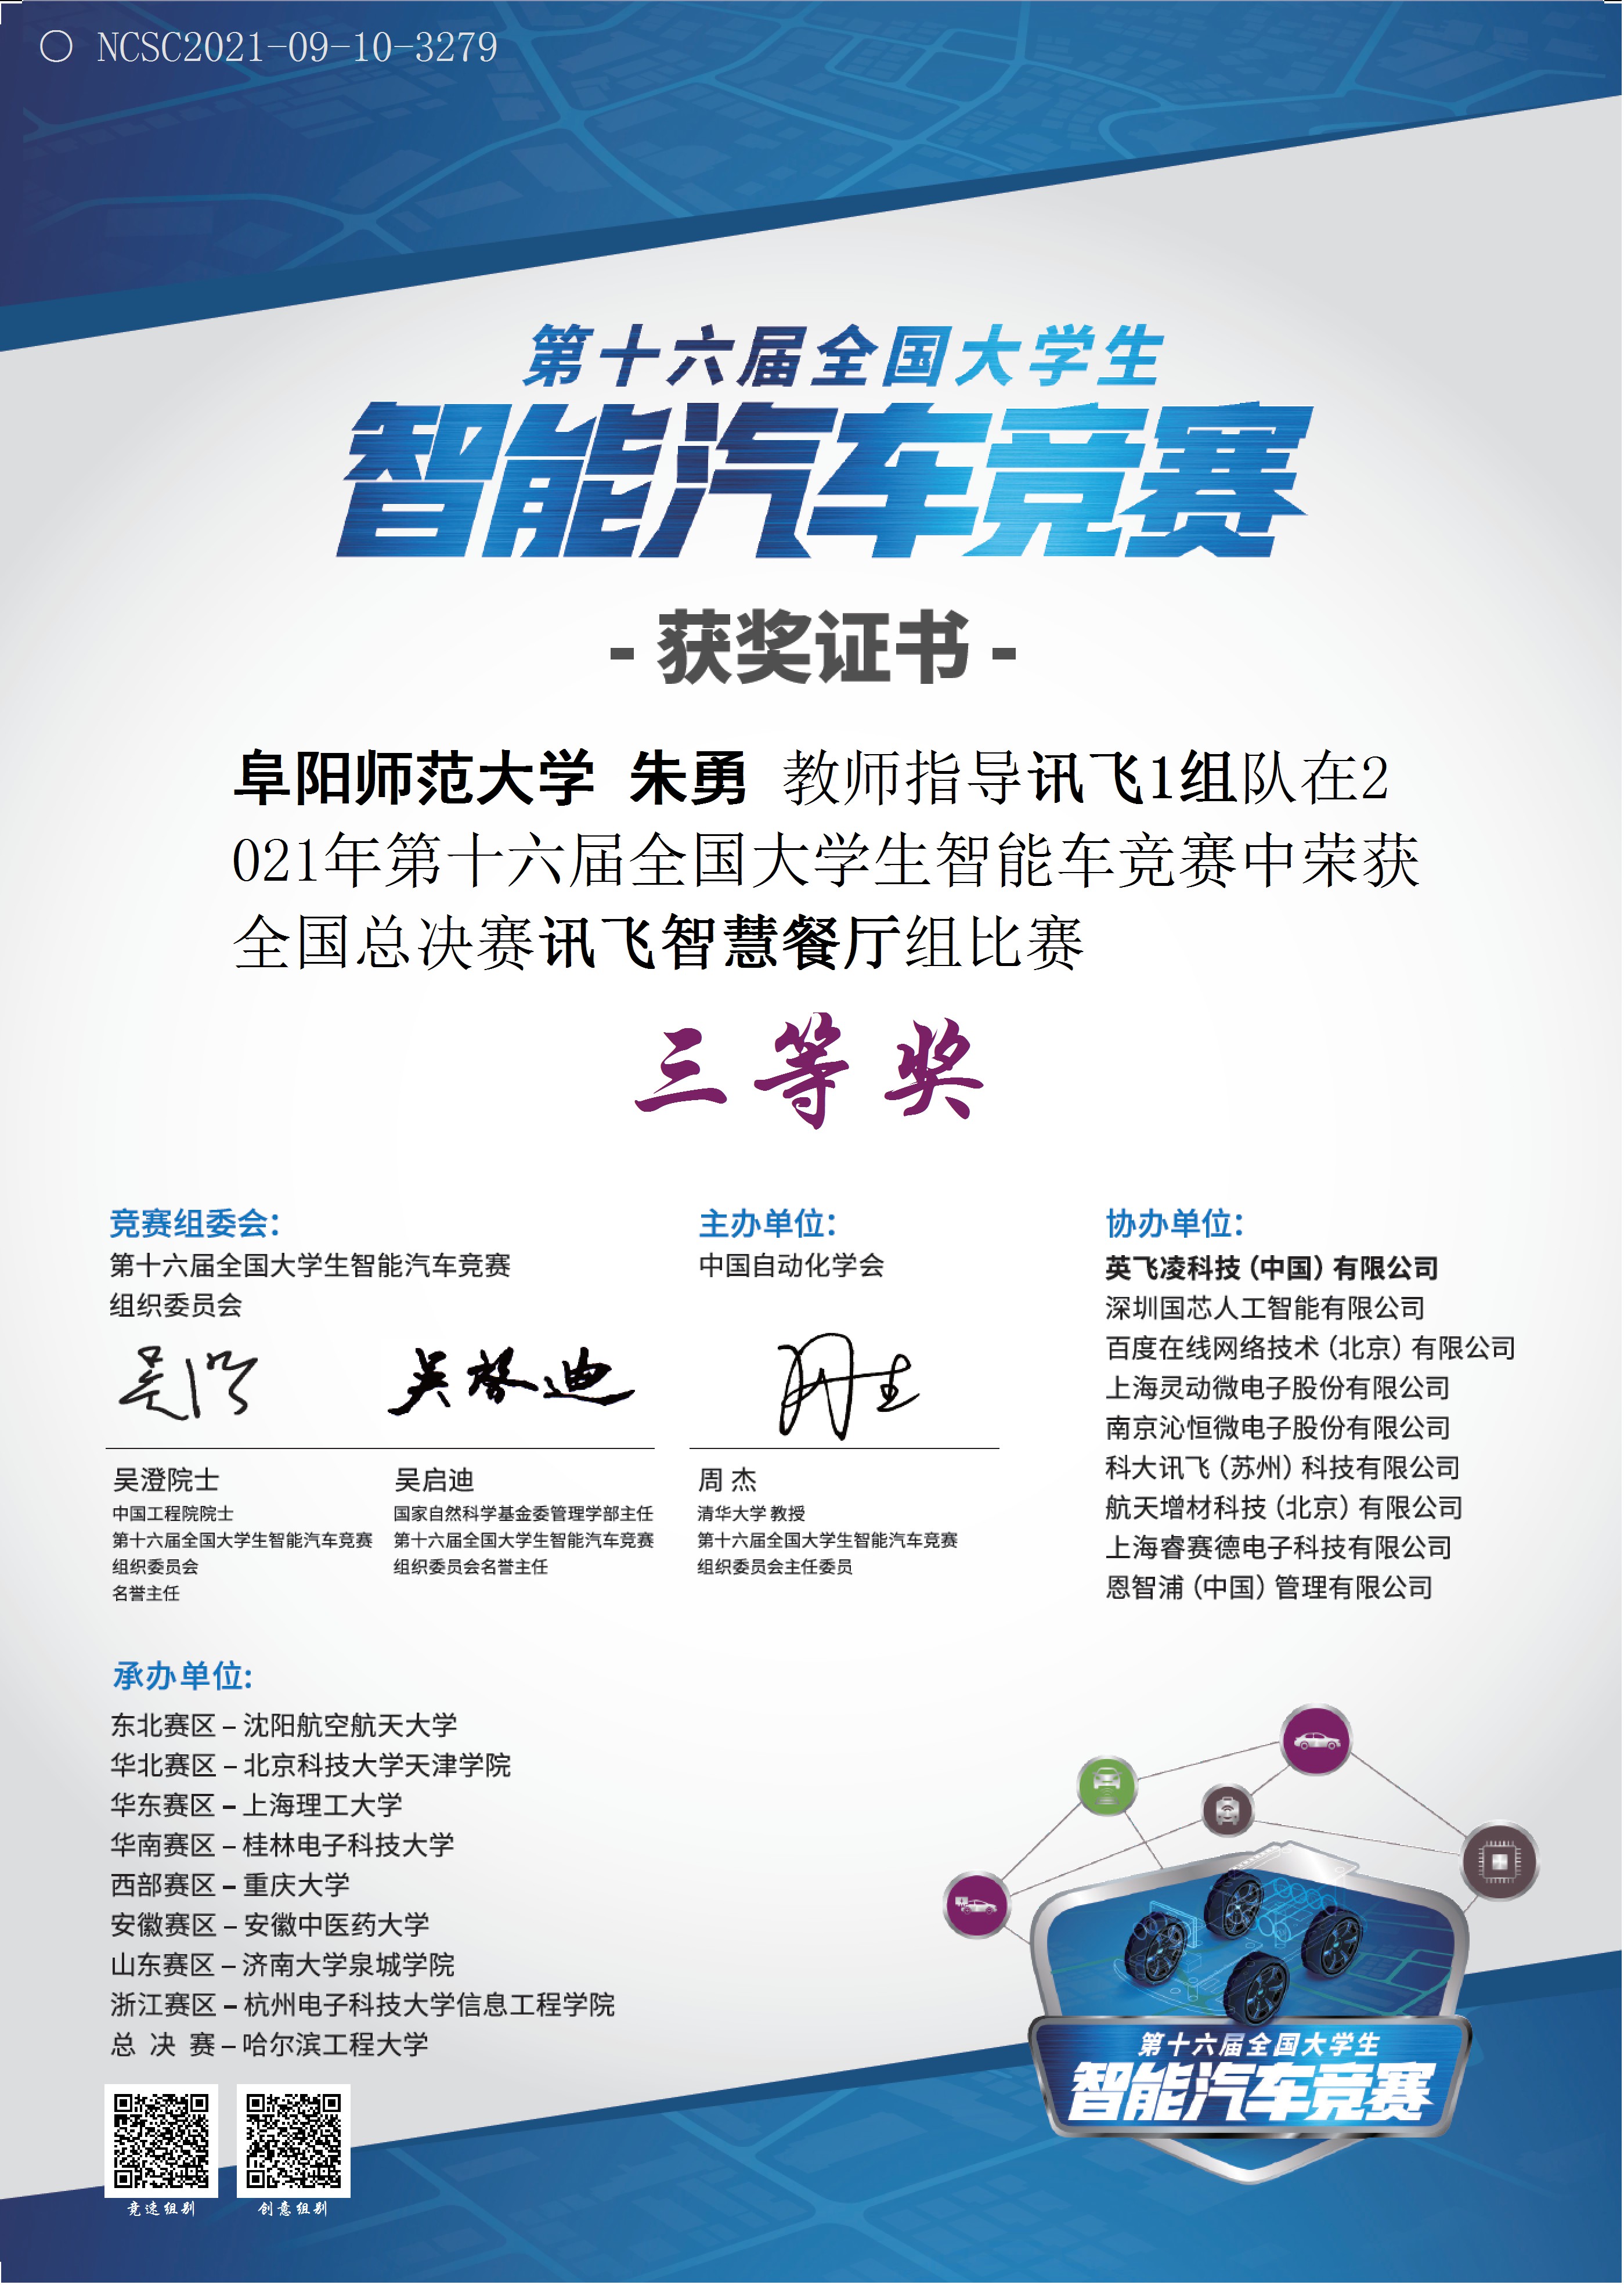 ○ NCSC2021-09-10-3279
第十六届全国大学生
智能汽车竞赛
- 获奖证书 -
阜阳师范大学 朱勇 教师指导讯飞1组队在2
021年第十六届全国大学生智能车竞赛中荣获
全国总决赛讯飞智慧餐厅组比赛
三等奖
竞赛组委会：
第十六届全国大学生智能汽车竞赛
组织委员会
吴澄
吴启迪
吴澄院士
中国工程院院士
第十六届全国大学生智能汽车竞赛
组织委员会
名誉主任
吴启迪
国家自然科学基金委管理学部主任
第十六届全国大学生智能汽车竞赛
组织委员会名誉主任
主办单位：
中国自动化学会
周 杰
清华大学 教授
第十六届全国大学生智能汽车竞赛
组织委员会主任委员
协办单位：
英飞凌科技（中国）有限公司
深圳国芯人工智能有限公司
百度在线网络技术（北京）有限公司
上海灵动微电子股份有限公司
南京沁恒微电子股份有限公司
科大讯飞（苏州）科技有限公司
航天增材科技（北京）有限公司
上海睿赛德电子科技有限公司
恩智浦（中国）管理有限公司
承办单位：
东北赛区 – 沈阳航空航天大学
华北赛区 – 北京科技大学天津学院
华东赛区 – 上海理工大学
华南赛区 – 桂林电子科技大学
西部赛区 – 重庆大学
安徽赛区 – 安徽中医药大学
山东赛区 – 济南大学泉城学院
浙江赛区 – 杭州电子科技大学信息工程学院
总 决 赛 – 哈尔滨工程大学
竞速组别
创意组别
第十六届全国大学生
智能汽车竞赛